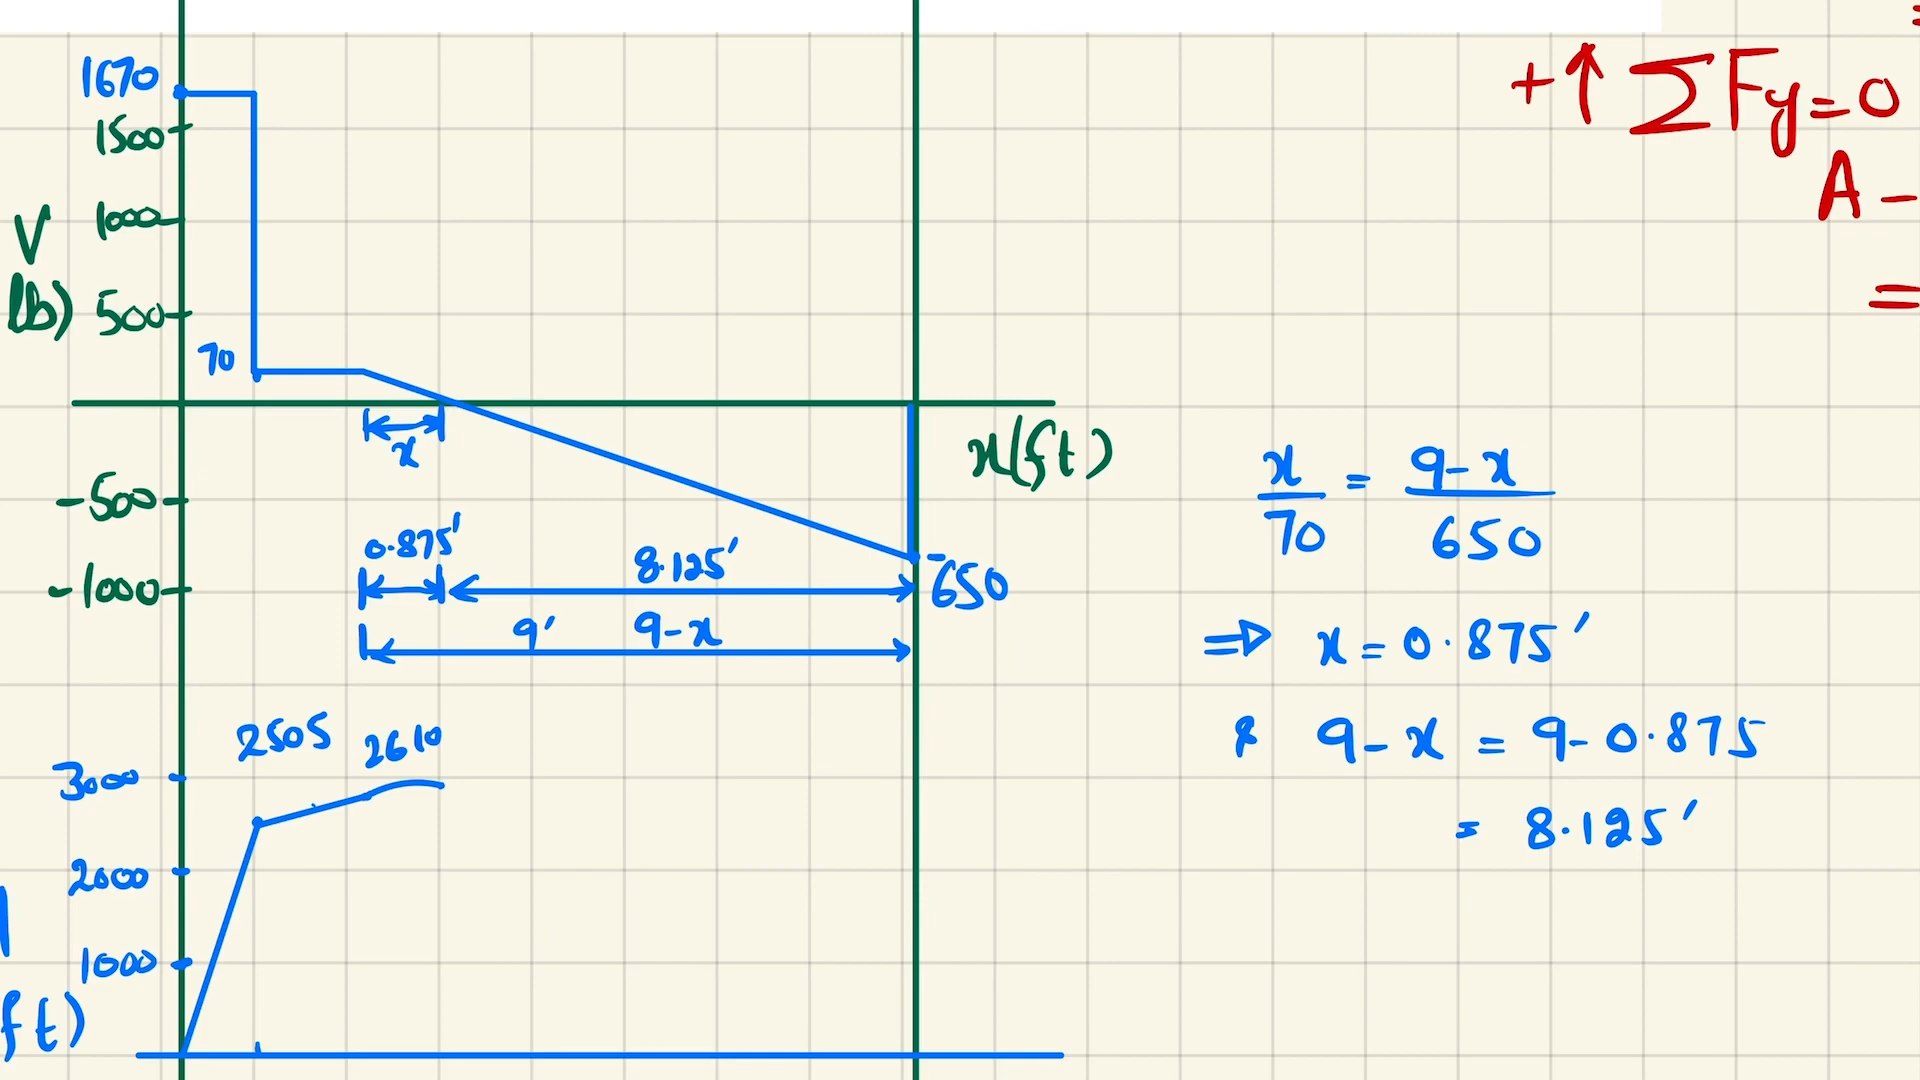 1670
1500
V
1000
lb)
500
70
x
x(ft)
-500
-1000
0.875'
8.125'
-650
9'
9-x
2505
2610
3000
2000
1000
ft)
+↑ ΣFy=0
A -
=
x/70 = 9-x/650
⇒ x = 0.875'
& 9-x = 9-0.875
= 8.125'